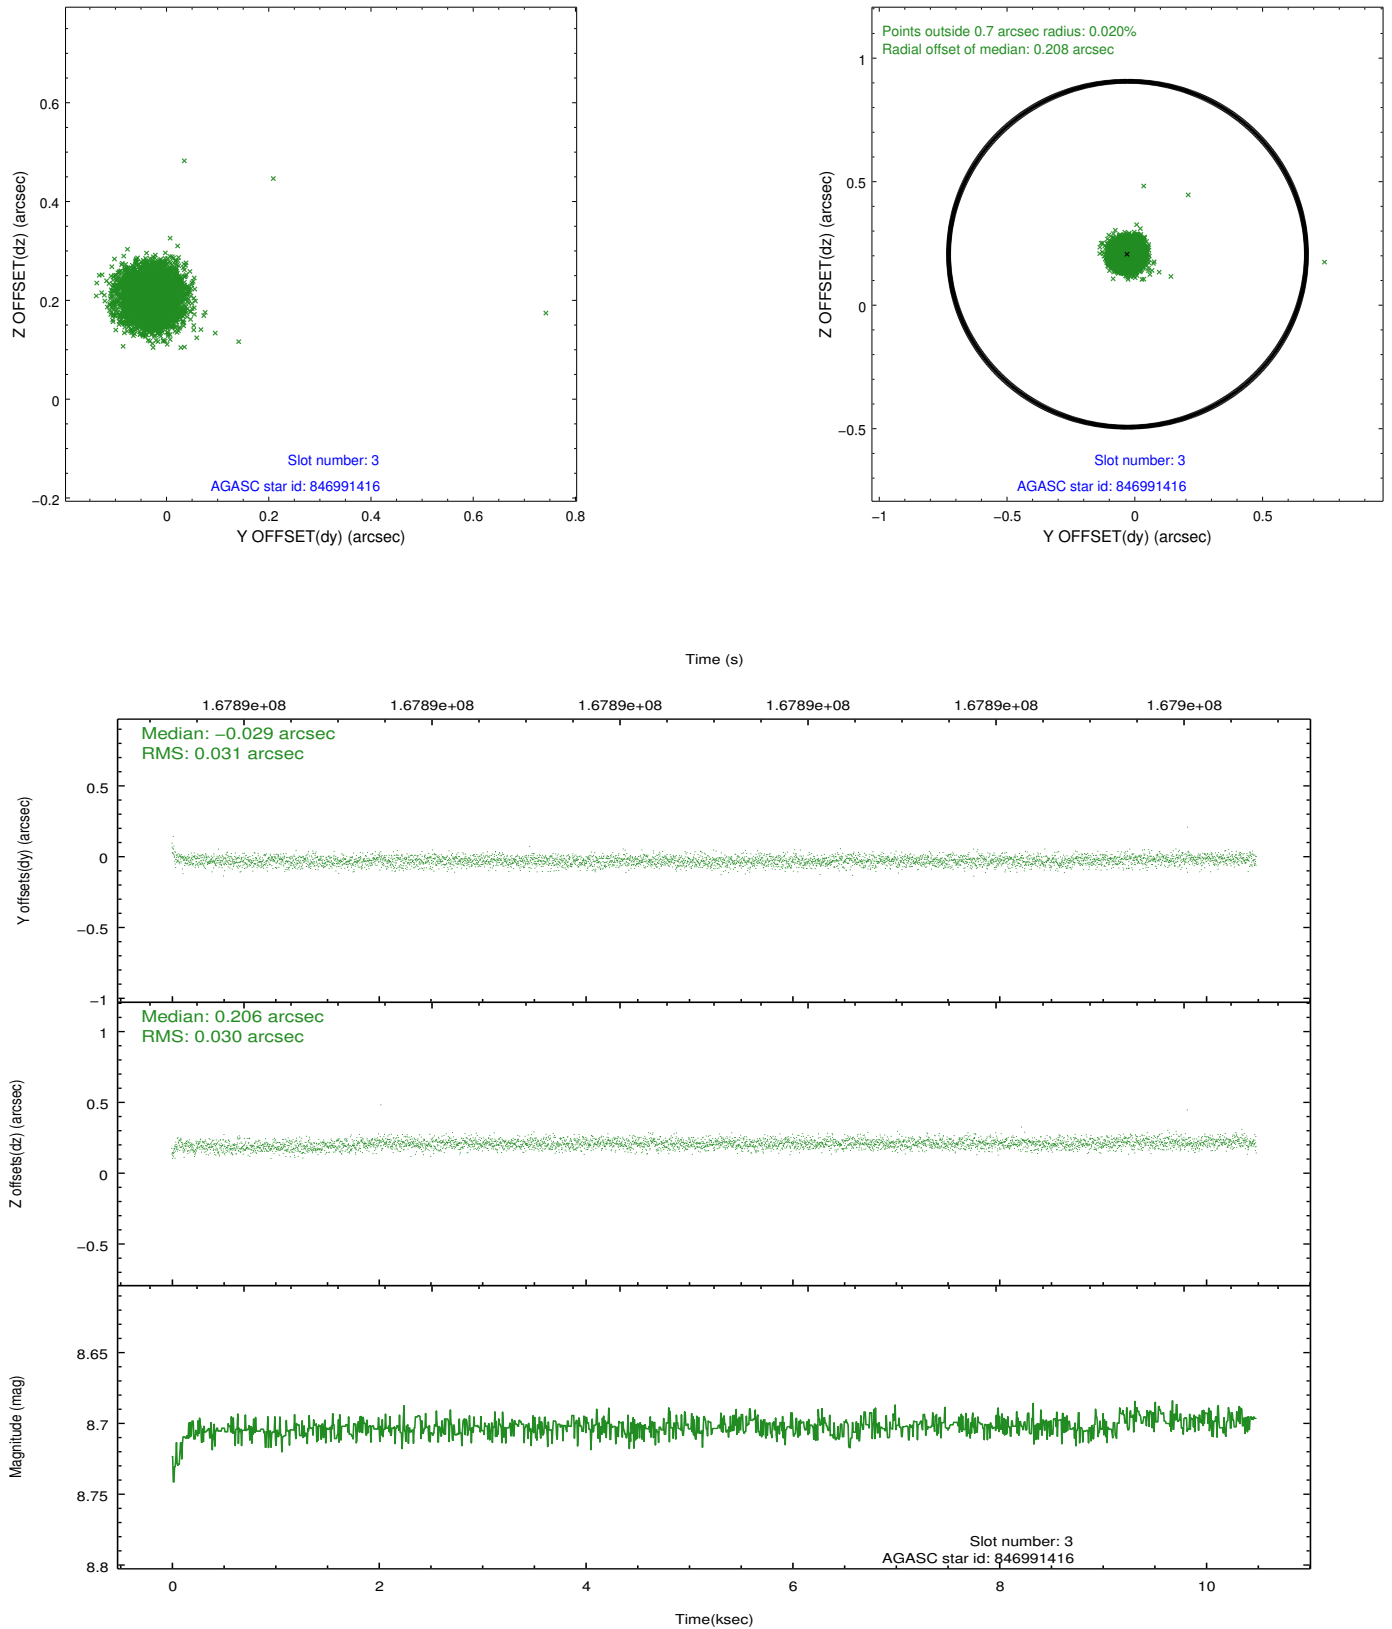 0.6
0.4
0.2
0
−0.2
0
0.2
0.4
0.6
0.8
Z OFFSET(dz) (arcsec)
Y OFFSET(dy) (arcsec)
Slot number: 3
AGASC star id: 846991416
Points outside 0.7 arcsec radius: 0.020%
Radial offset of median: 0.208 arcsec
1
0.5
0
−0.5
−1
−0.5
0
0.5
Z OFFSET(dz) (arcsec)
Y OFFSET(dy) (arcsec)
Slot number: 3
AGASC star id: 846991416
Time (s)
1.6789e+08 1.6789e+08 1.6789e+08 1.6789e+08 1.6789e+08 1.679e+08
Median: −0.029 arcsec
RMS: 0.031 arcsec
0.5
0
−0.5
−1
Y offsets(dy) (arcsec)
Median: 0.206 arcsec
RMS: 0.030 arcsec
1
0.5
0
−0.5
Z offsets(dz) (arcsec)
8.65
8.7
8.75
8.8
Magnitude (mag)
Slot number: 3
AGASC star id: 846991416
0 2 4 6 8 10
Time(ksec)